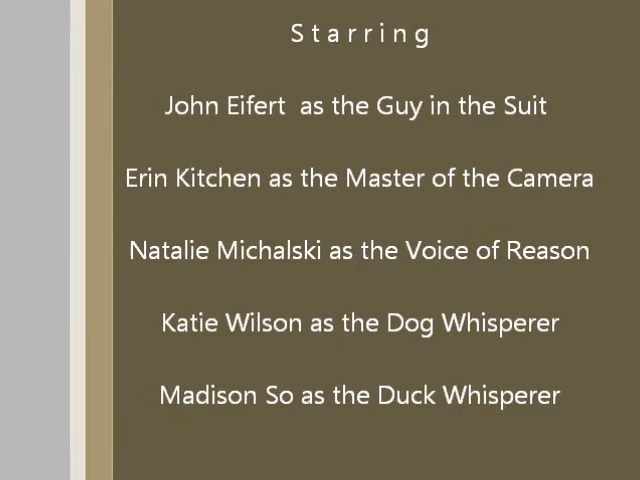 Starring
John Eifert as the Guy in the Suit
Erin Kitchen as the Master of the Camera
Natalie Michalski as the Voice of Reason
Katie Wilson as the Dog Whisperer
Madison So as the Duck Whisperer